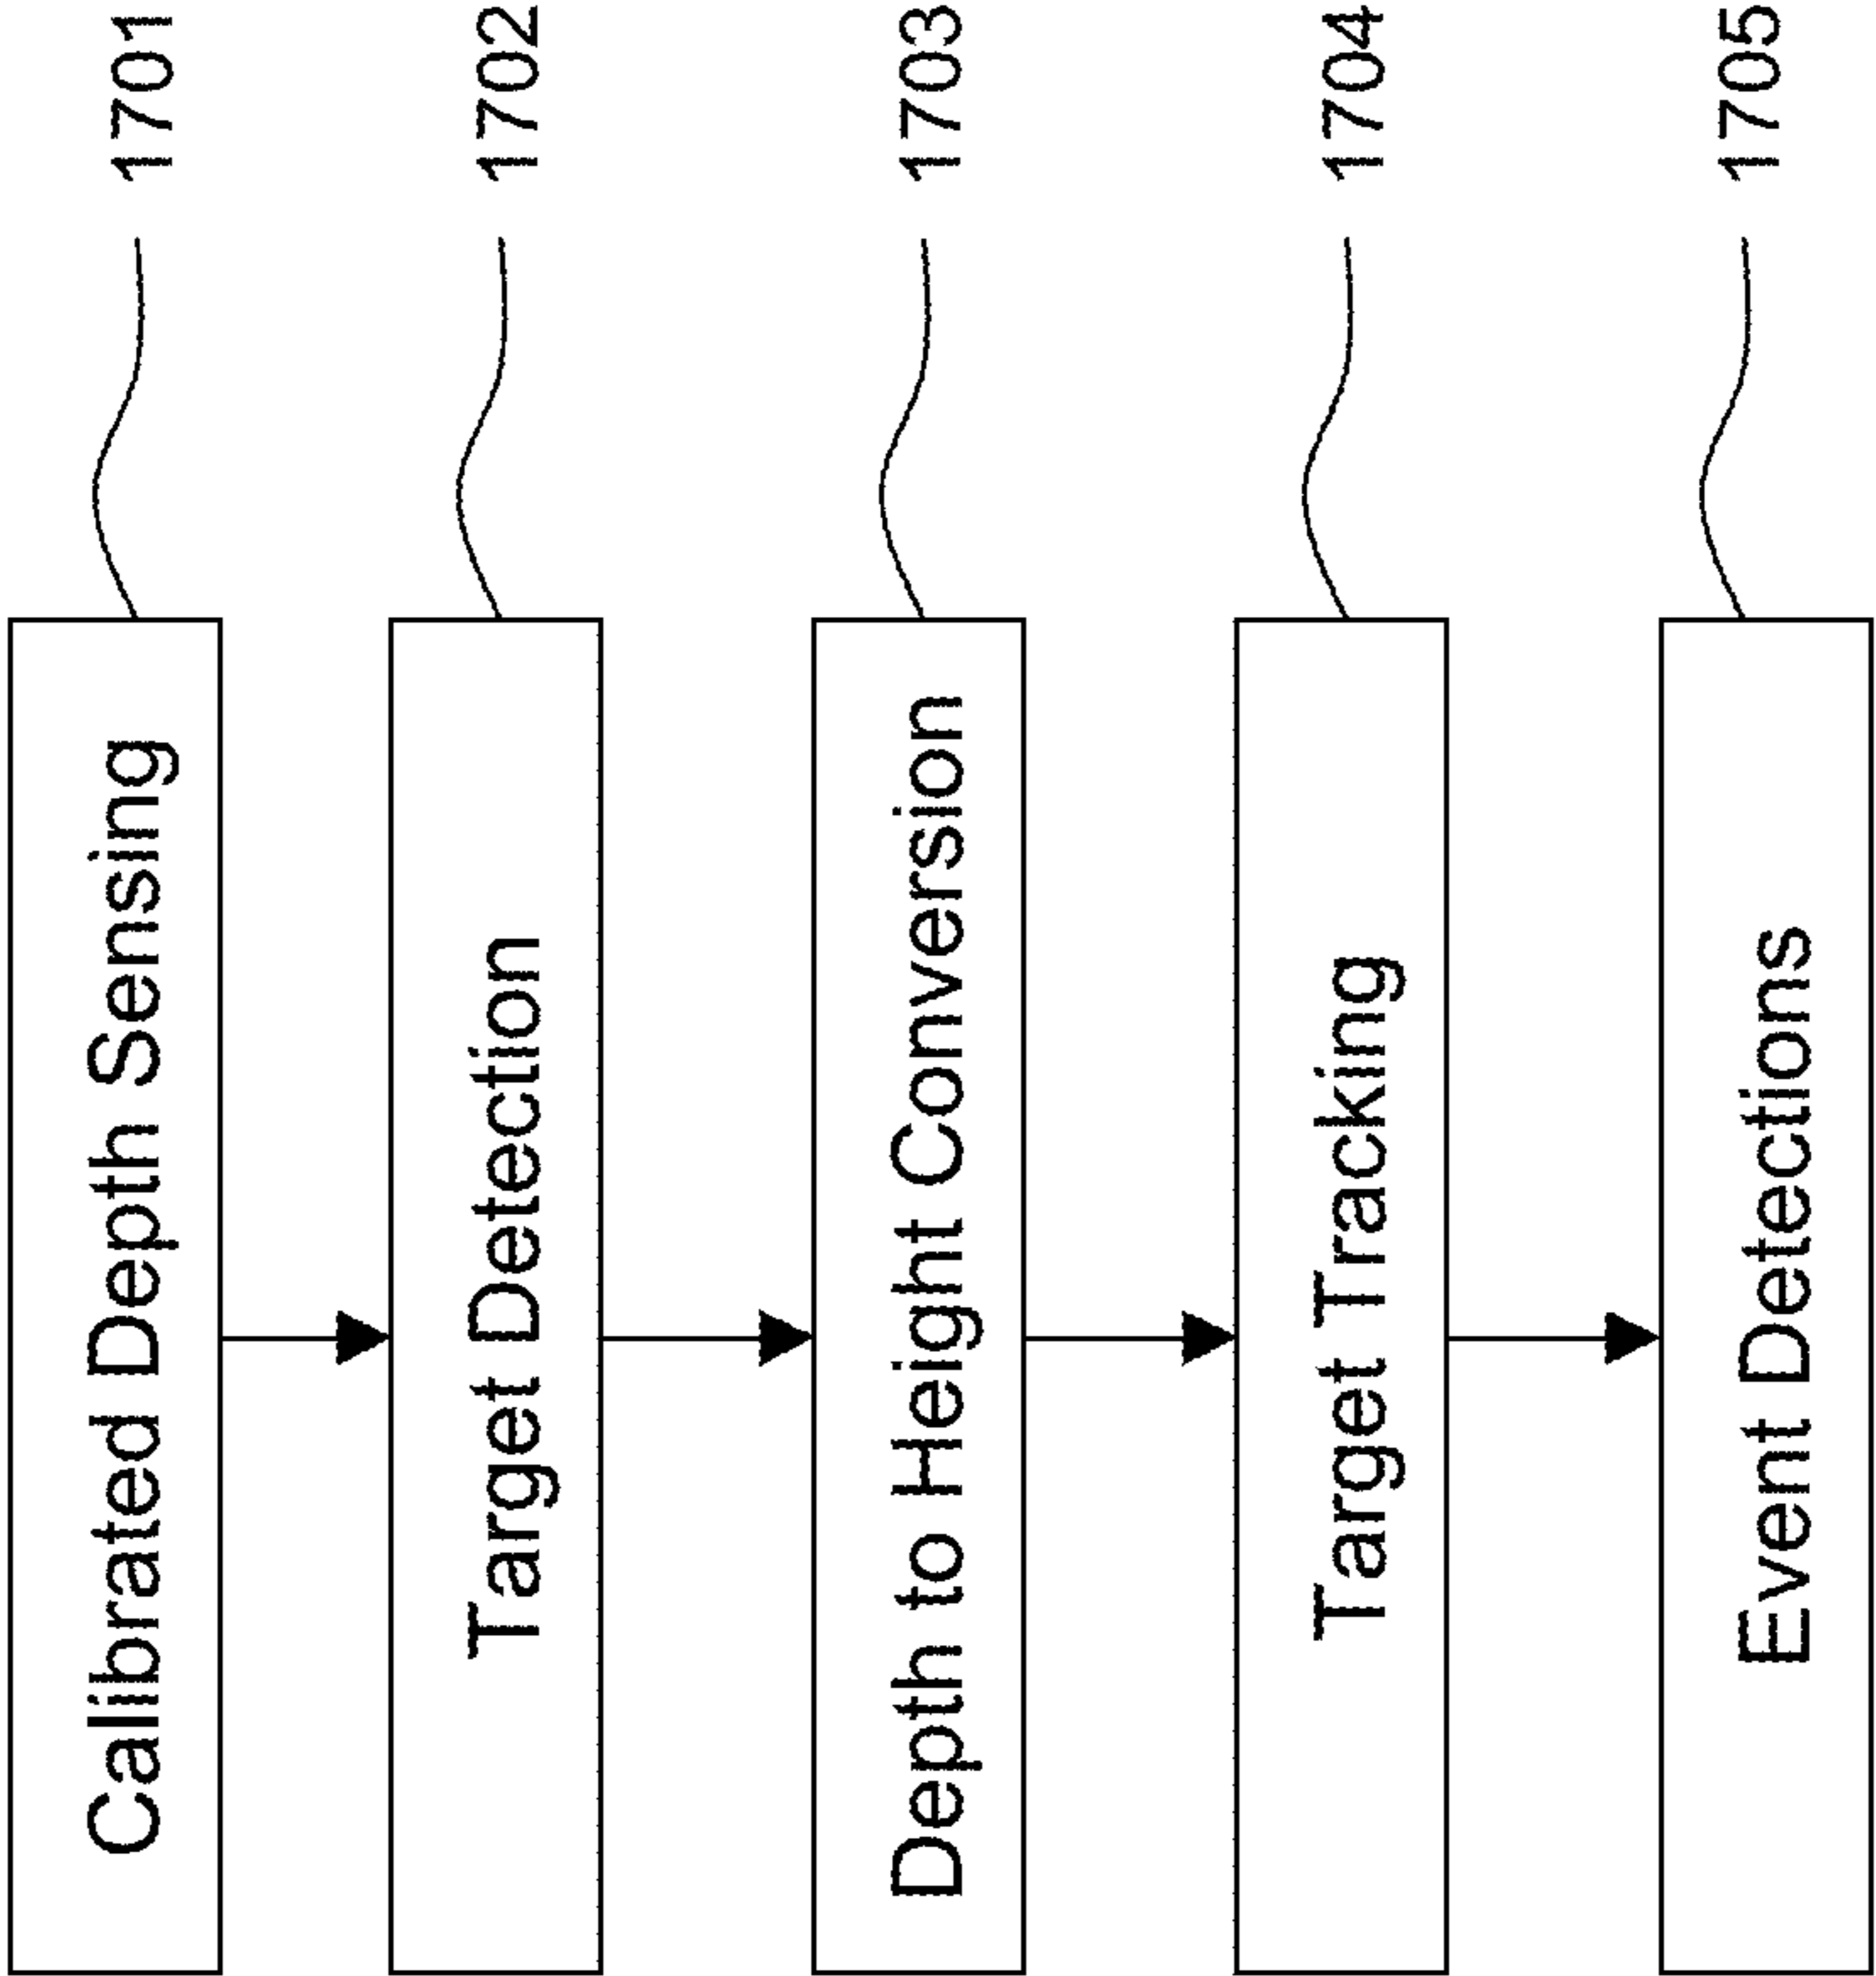 Calibrated Depth Sensing
1701
Target Detection
1702
Depth to Height Conversion
1703
Target Tracking
1704
Event Detections
1705